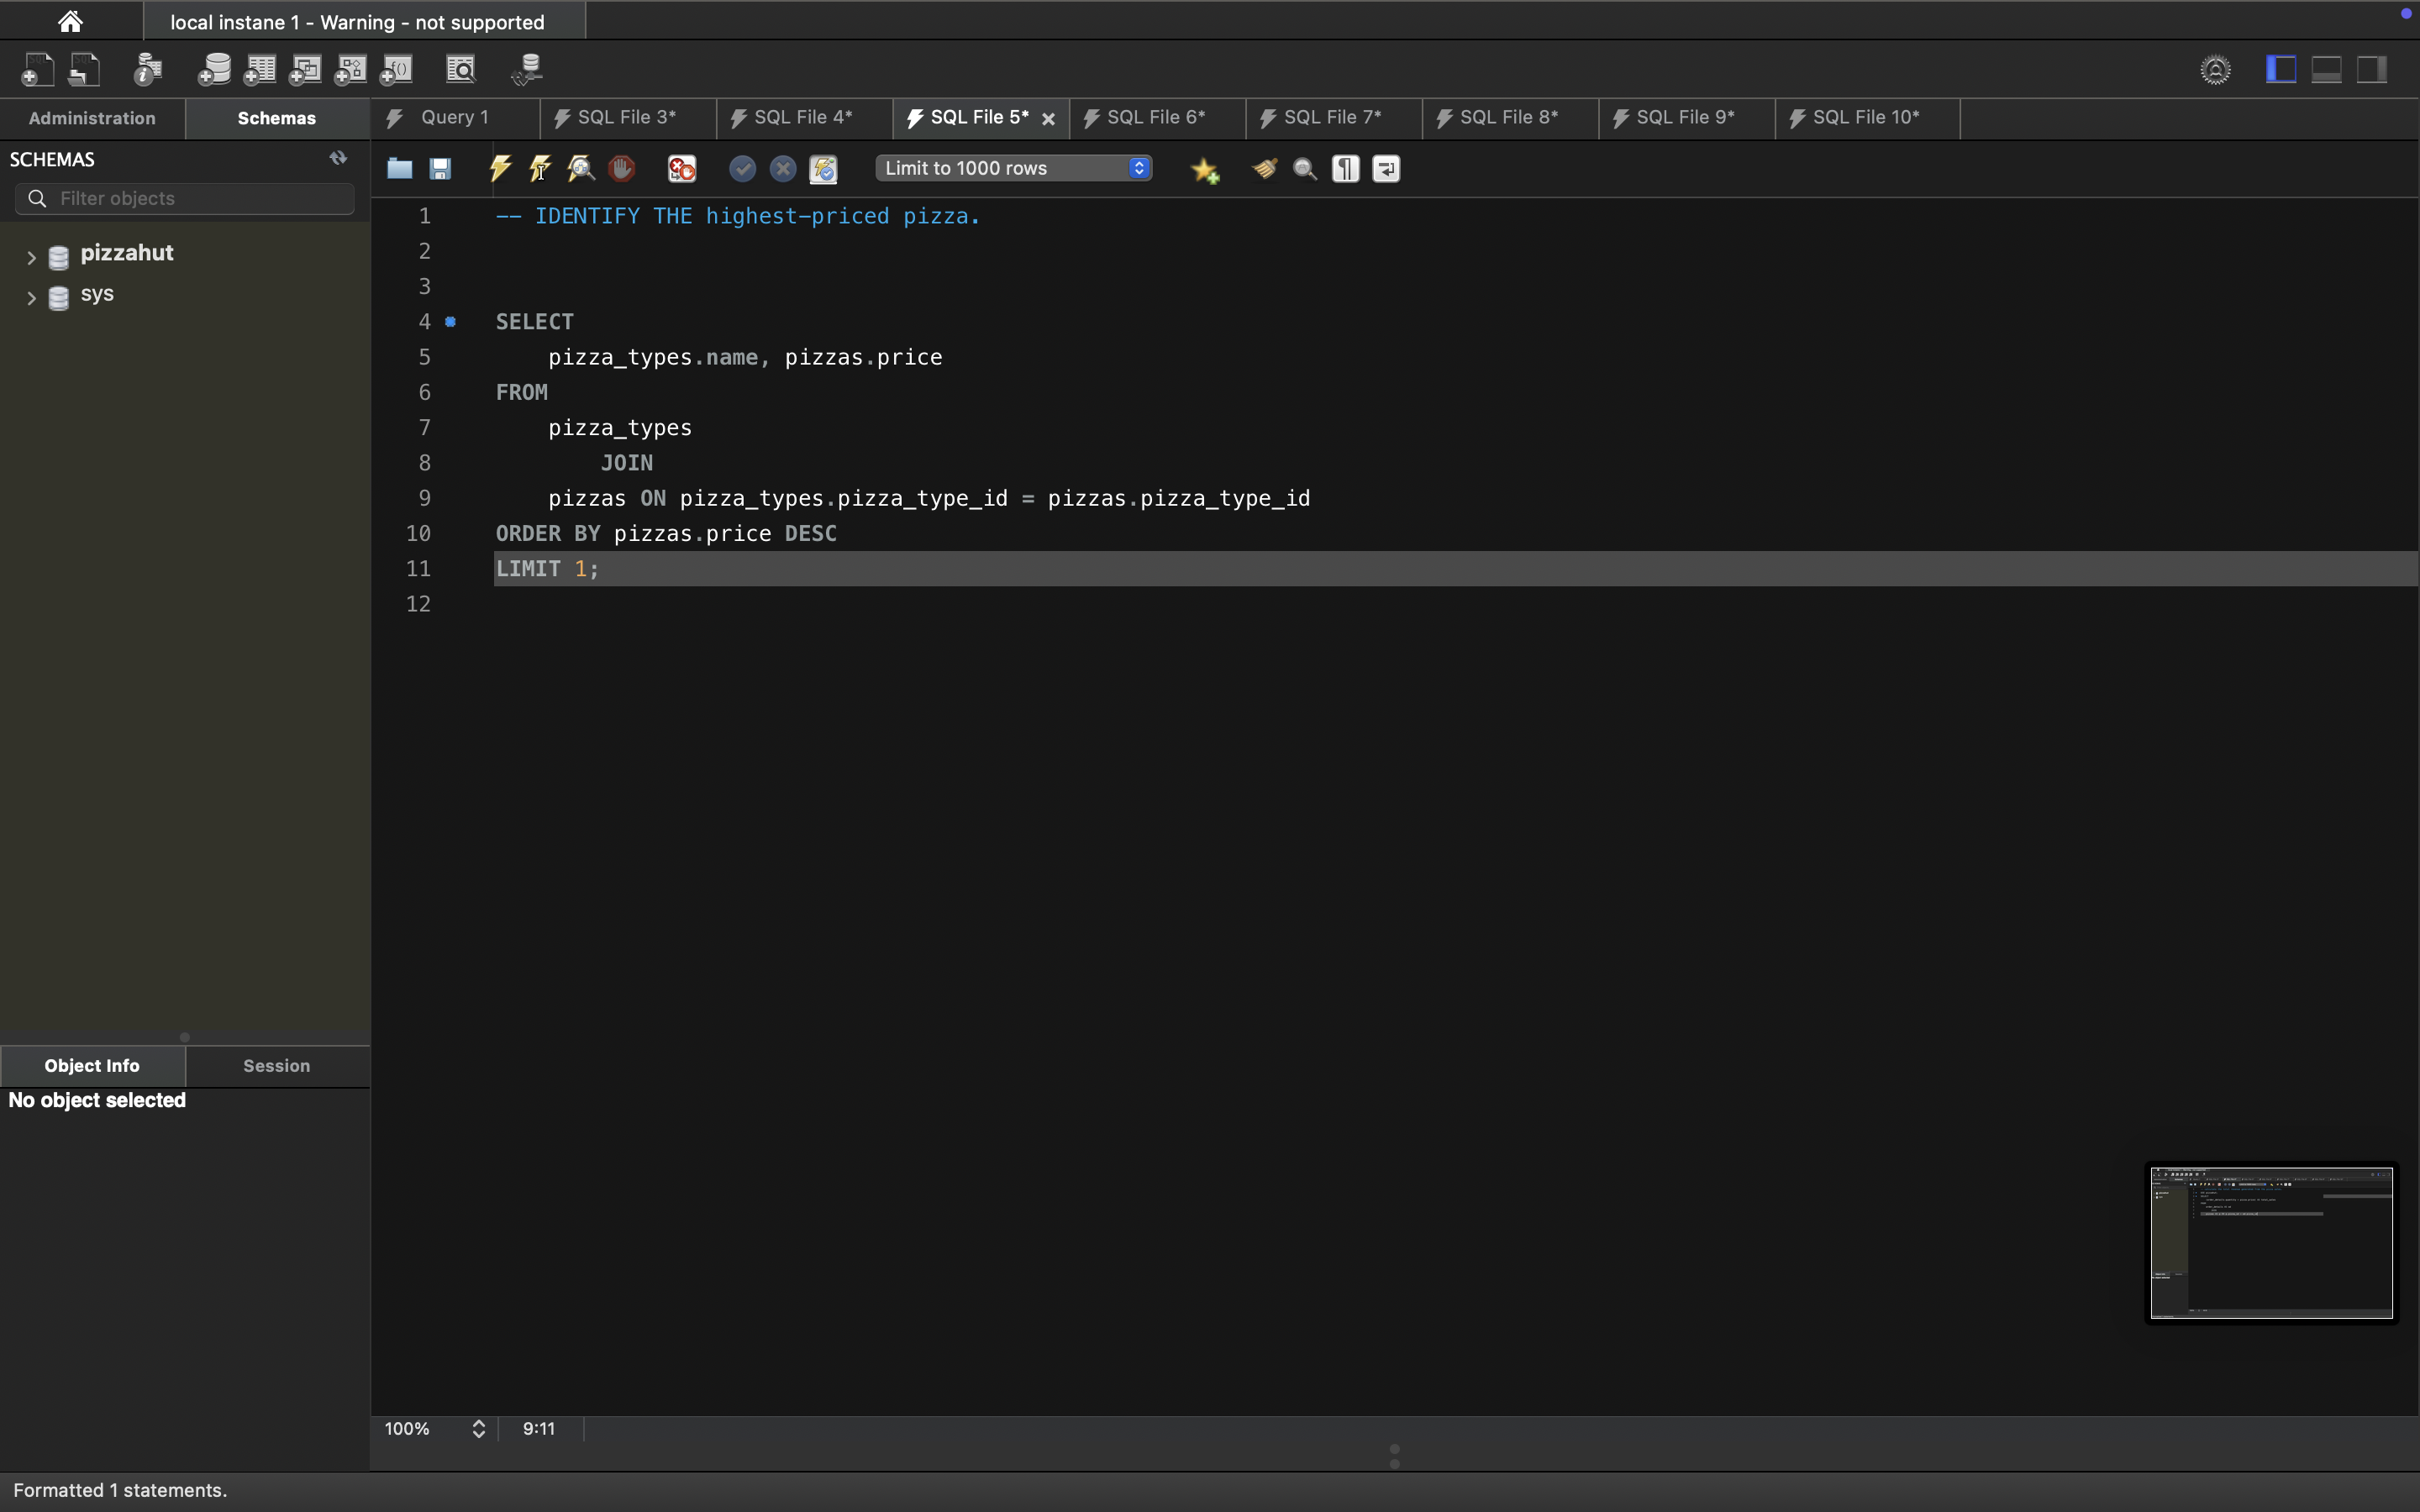 local instane 1 - Warning - not supported
Administration
Schemas
Query 1
SQL File 3*
SQL File 4*
SQL File 5*
SQL File 6*
SQL File 7*
SQL File 8*
SQL File 9*
SQL File 10*
SCHEMAS
Filter objects
pizzahut
sys
Limit to 1000 rows
1 -- IDENTIFY THE highest-priced pizza.
2
3
4 SELECT
5 pizza_types.name, pizzas.price
6 FROM
7 pizza_types
8 JOIN
9 pizzas ON pizza_types.pizza_type_id = pizzas.pizza_type_id
10 ORDER BY pizzas.price DESC
11 LIMIT 1;
12
Object Info
Session
No object selected
100%
9:11
Formatted 1 statements.